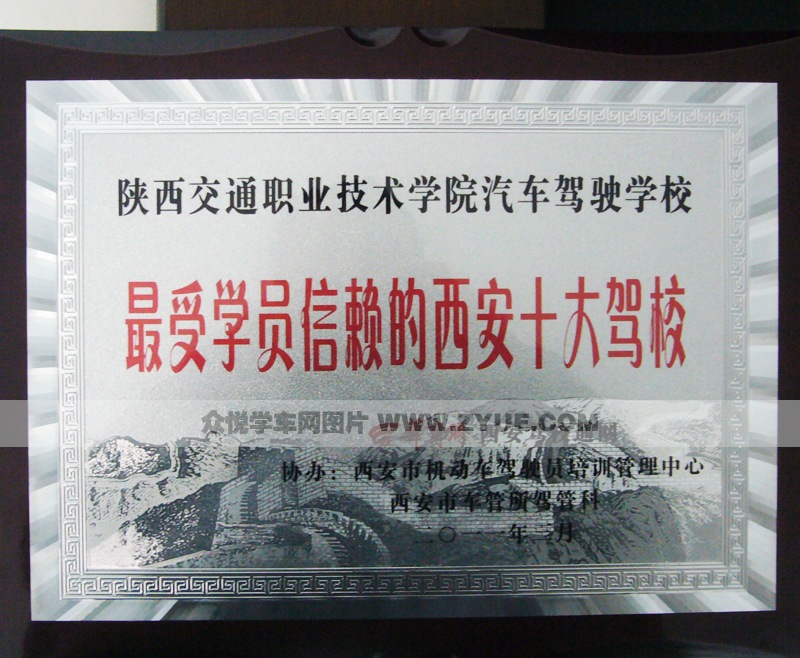 陕西交通职业技术学院汽车驾驶学校
最受学员信赖的西安十大驾校
众悦学车网图片 WWW.ZYUE.COM
协办：西安市机动车驾驶员培训管理中心
西安市车管所驾管科
二〇一一年三月